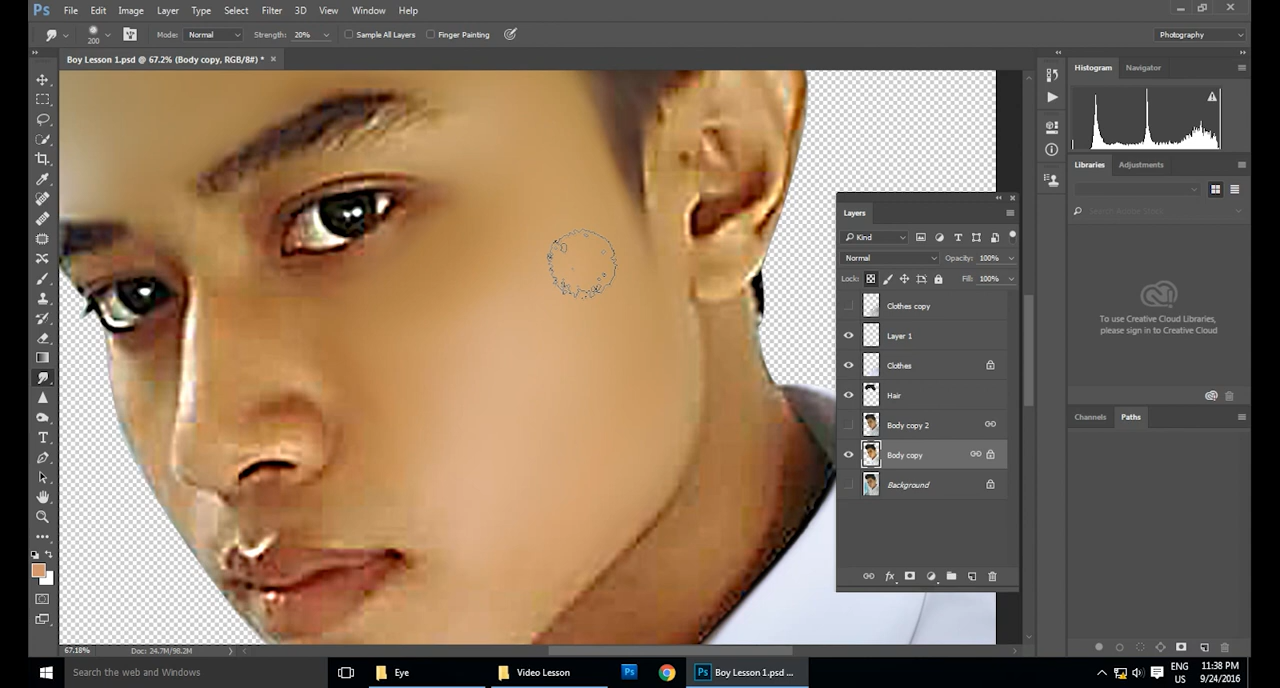 Ps File Edit Image Layer Type Select Filter 3D View Window Help
200 Mode: Normal Strength: 20% Sample All Layers Finger Painting Photography
Boy Lesson 1.psd @ 67.2% (Body copy, RGB/8#) * ×
Histogram Navigator
Libraries Adjustments
Search Adobe Stock
To use Creative Cloud Libraries,
please sign in to Creative Cloud
Channels Paths
Layers
Kind
Normal Opacity: 100%
Lock: Fill: 100%
Clothes copy
Layer 1
Clothes
Hair
Body copy 2
Body copy
Background
fx
67.18% Doc: 24.7M/98.2M
Search the web and Windows Eye Video Lesson Ps Ps Boy Lesson 1.psd ...
ENG 11:38 PM
US 9/24/2016